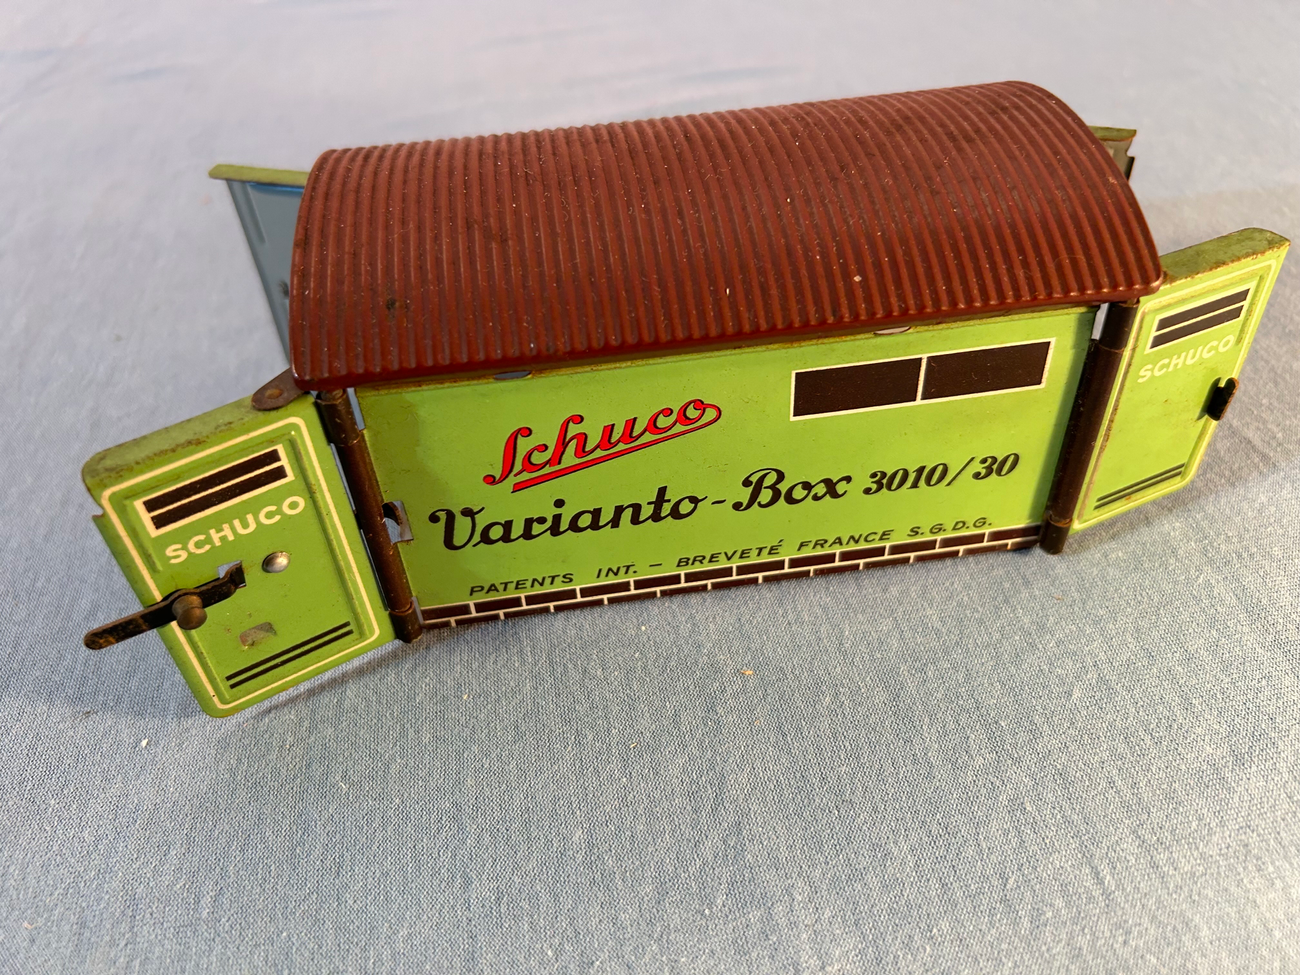 Schuco
Varianto-Box 3010/30
PATENTS INT. – BREVETÉ FRANCE S.G.D.G.
SCHUCO
SCHUCO